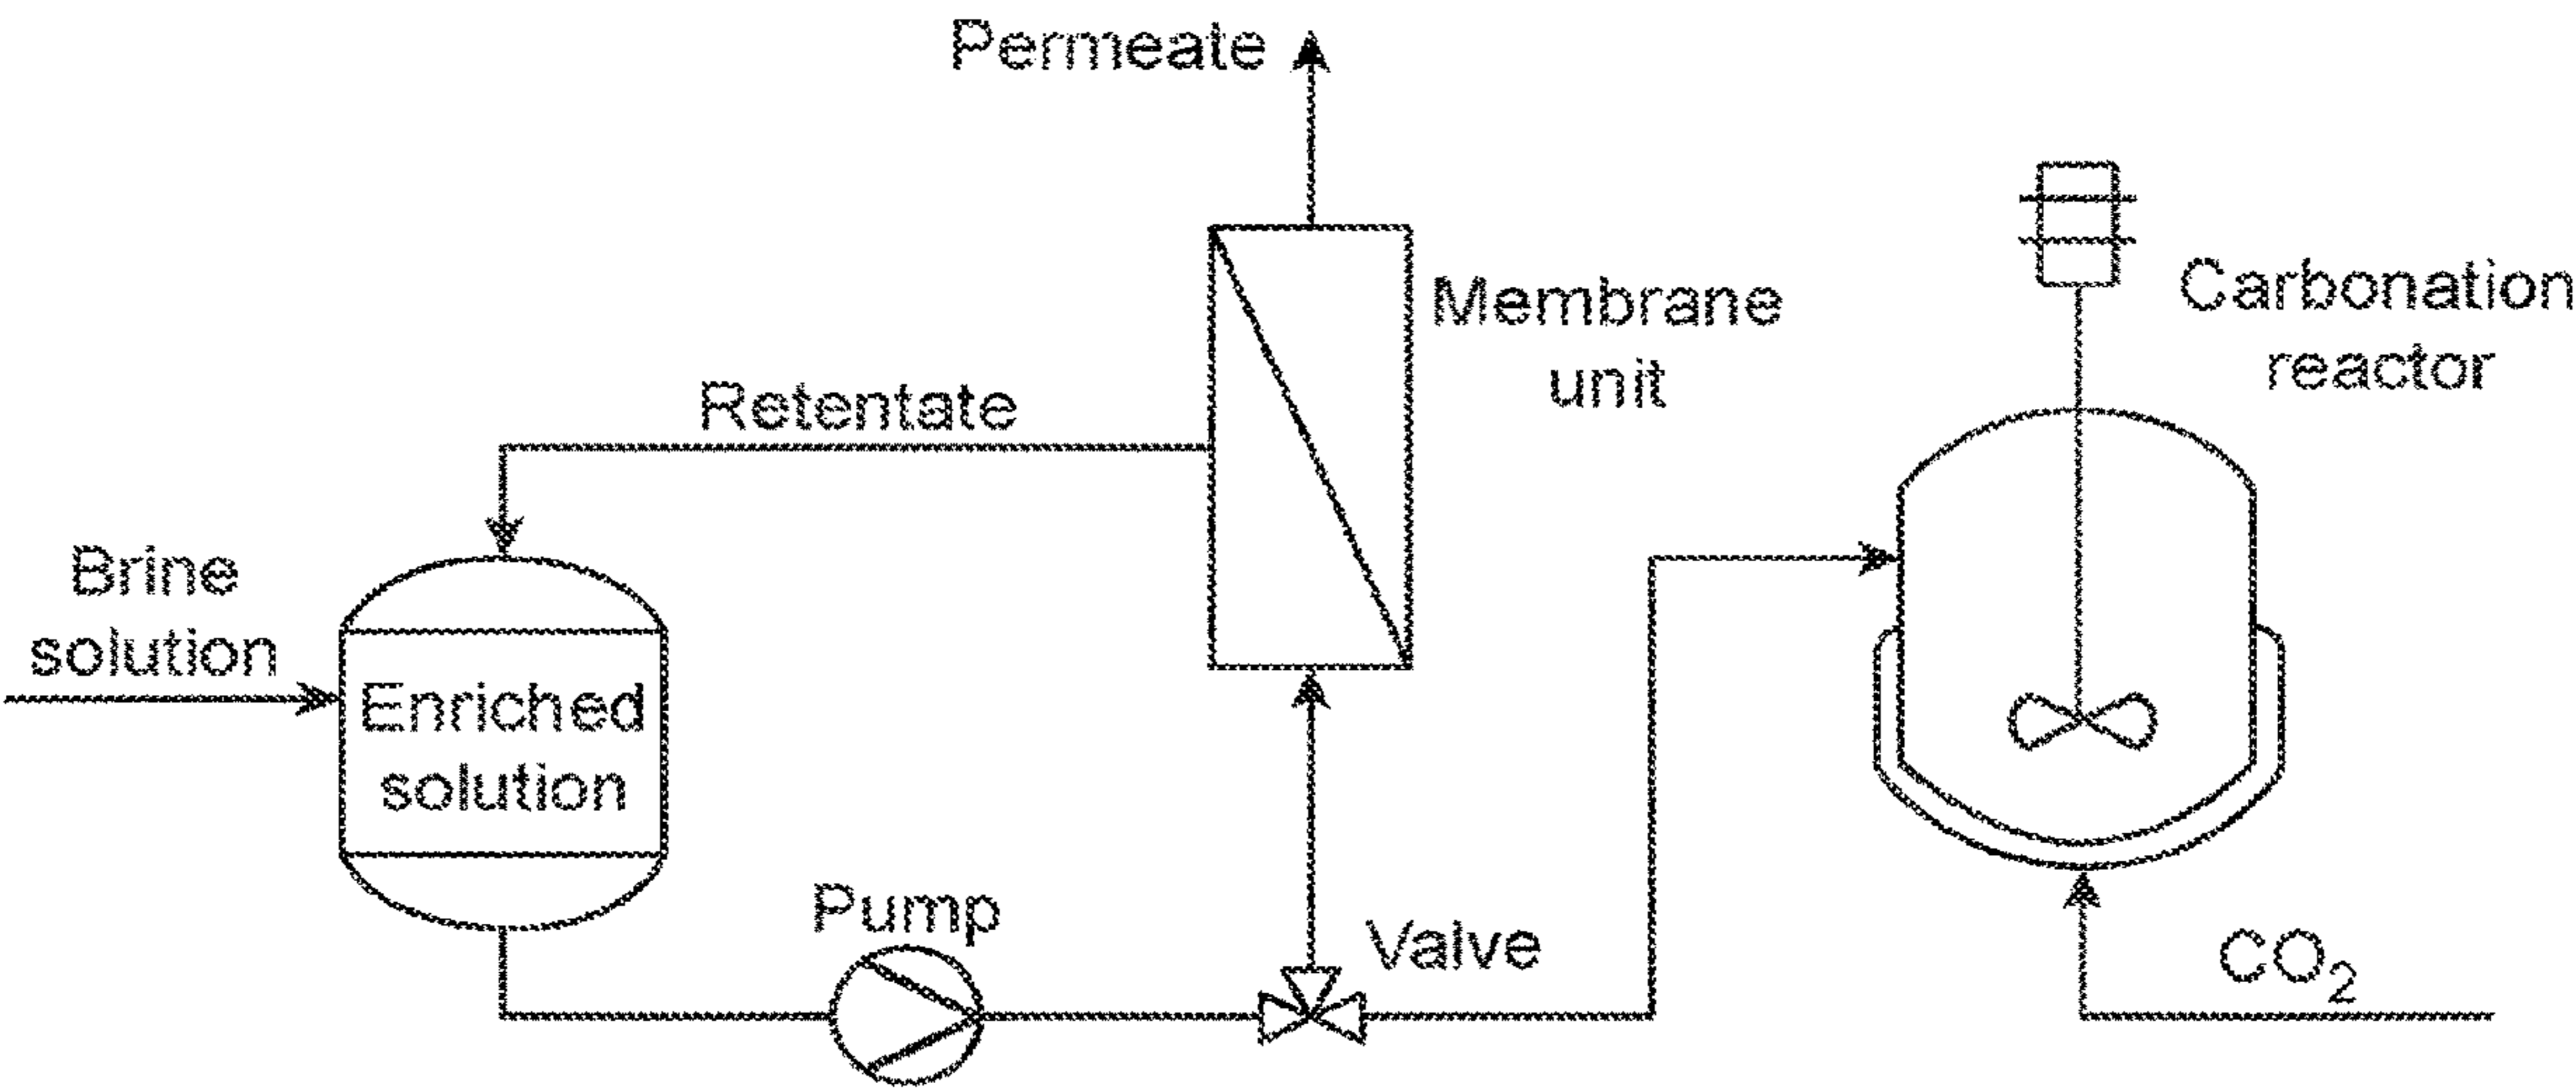 Permeate
Membrane
unit
Carbonation
reactor
Retentate
Brine
solution
Enriched
solution
Pump
Valve
CO₂